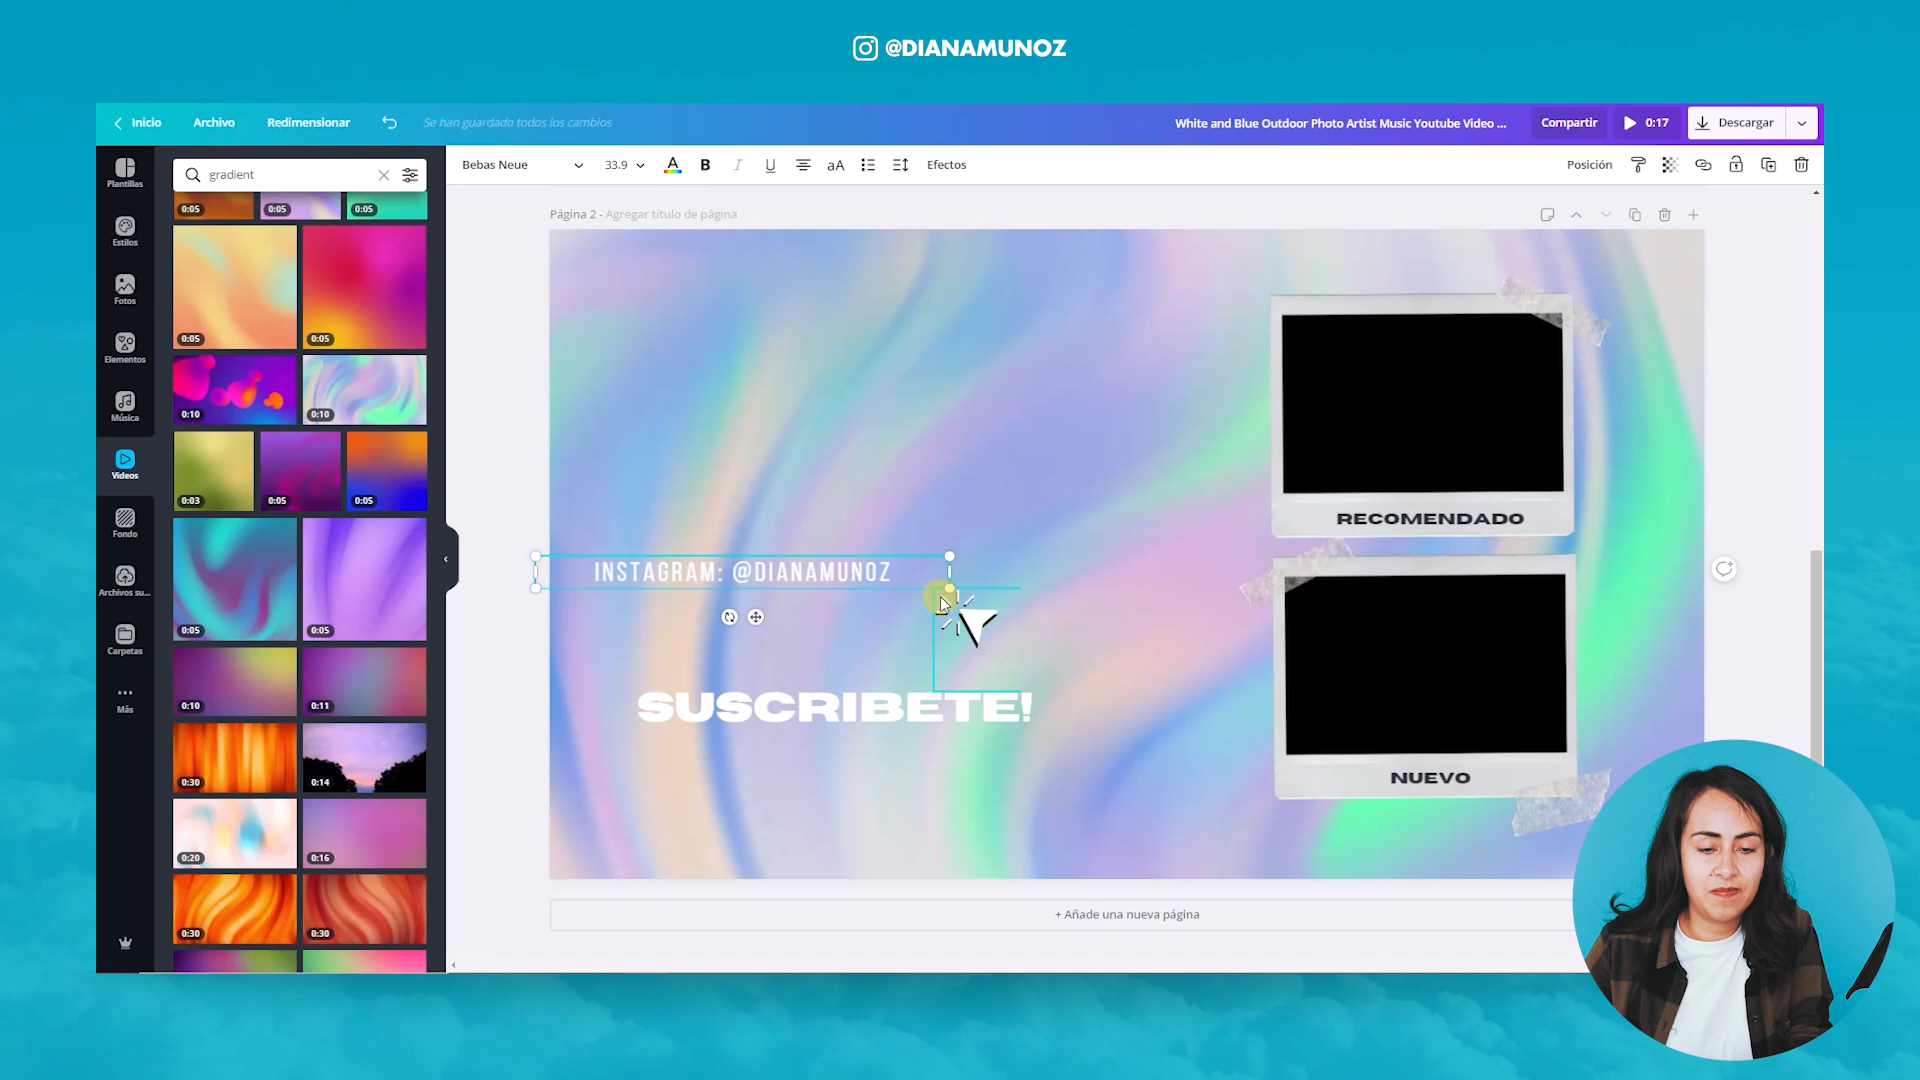 @DIANAMUNOZ
Inicio Archivo Redimensionar Se han guardado todos los cambios White and Blue Outdoor Photo Artist Music Youtube Video ... Compartir 0:17 Descargar
Plantillas
Estilos
Fotos
Elementos
Música
Videos
Fondo
Archivos su...
Carpetas
Más
gradient
0:05 0:05 0:05
0:05 0:05
0:10 0:10
0:03 0:05 0:05
0:05 0:05
0:10 0:11
0:30 0:14
0:20 0:16
0:30 0:30
Bebas Neue 33.9 A B I U aA Efectos Posición
Página 2 - Agregar título de página
RECOMENDADO
INSTAGRAM: @DIANAMUNOZ
SUSCRIBETE!
NUEVO
+ Añade una nueva página